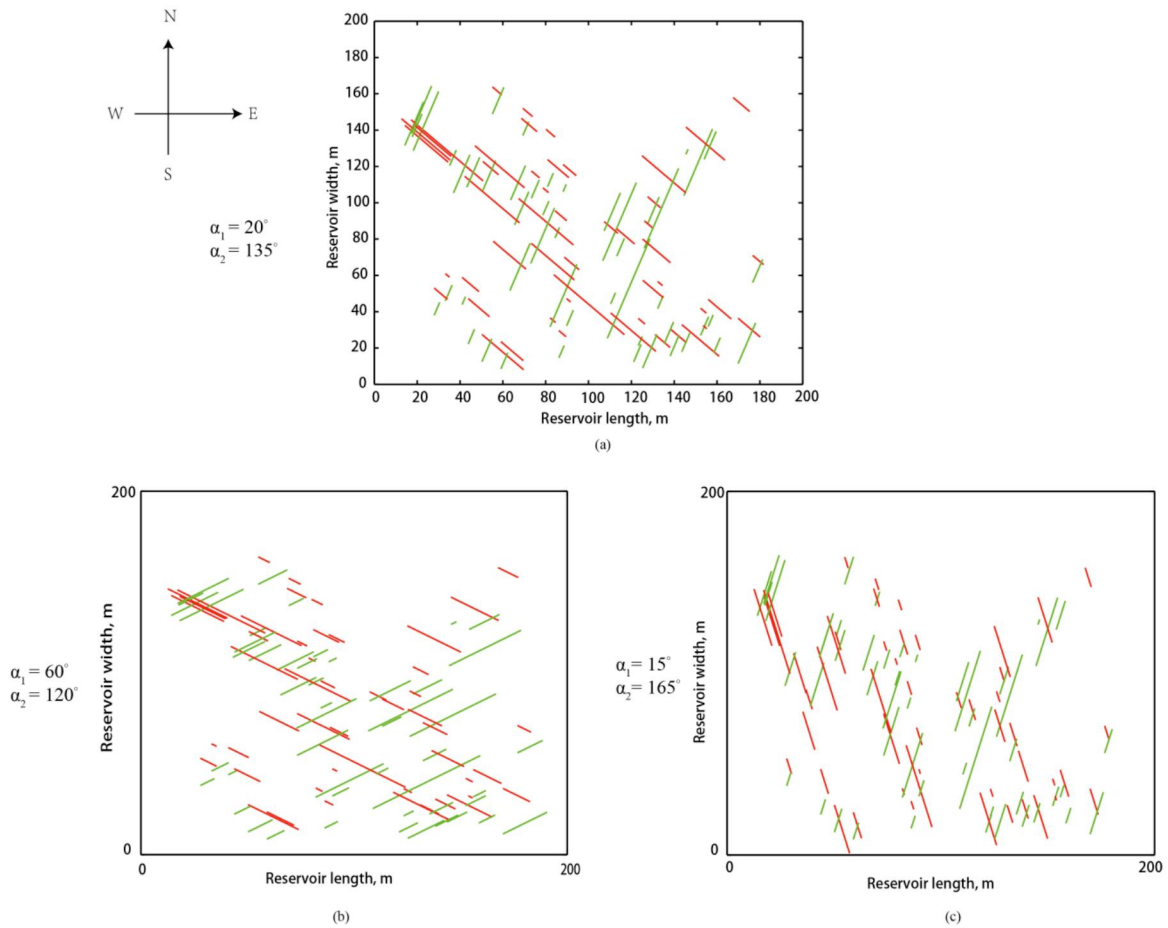 N
W E
S
α1 = 20°
α2 = 135°
Reservoir width, m
200
180
160
140
120
100
80
60
40
20
0
0 20 40 60 80 100 120 140 160 180 200
Reservoir length, m
(a)
α1 = 60°
α2 = 120°
Reservoir width, m
200
0
0 200
Reservoir length, m
(b)
α1 = 15°
α2 = 165°
Reservoir width, m
200
0
0 200
Reservoir length, m
(c)